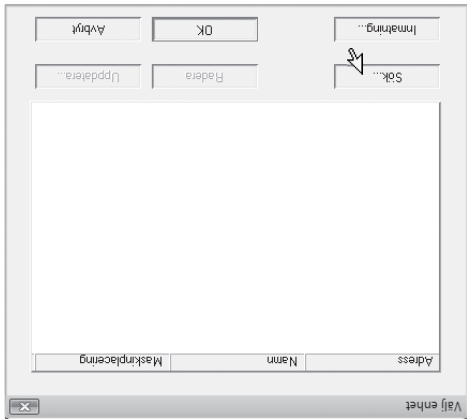 Välj enhet
Adress Namn Maskinplacering
Sök... Radera Uppdatera...
Inmatning... OK Avbryt